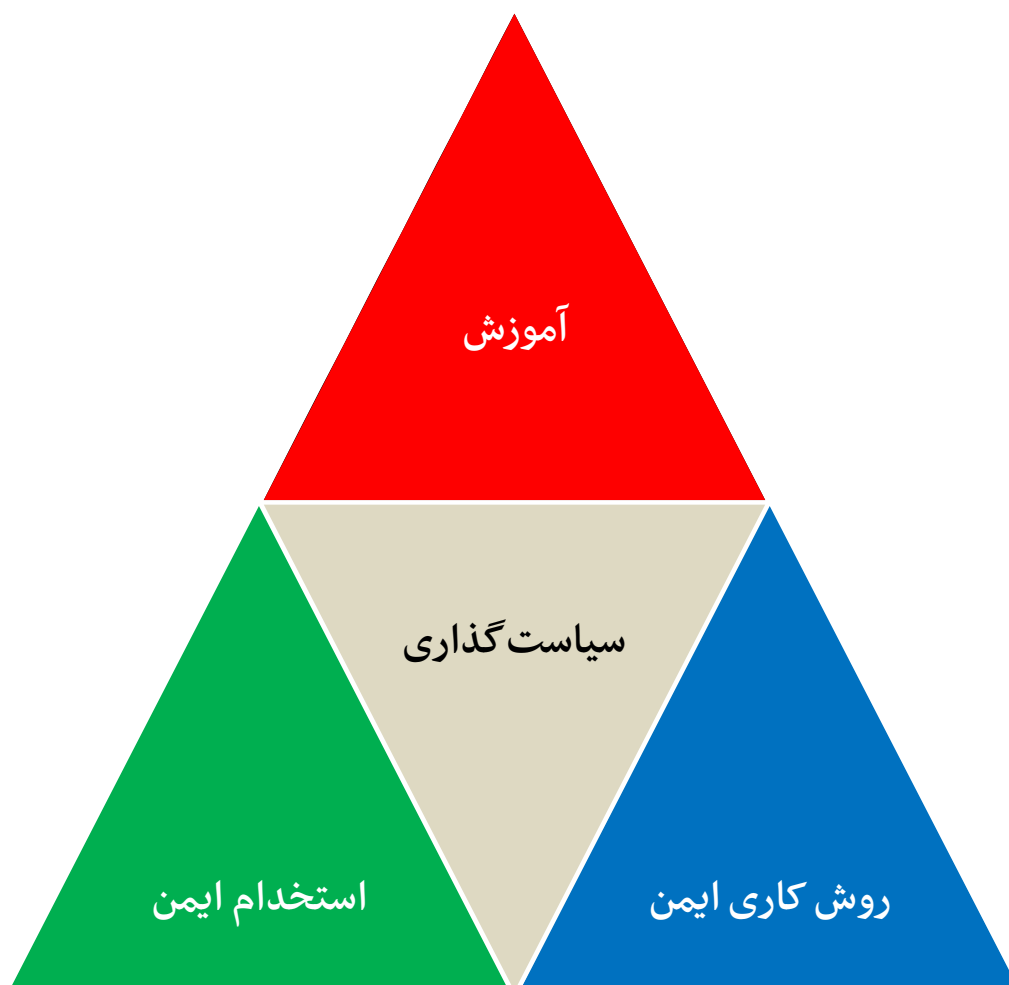 آموزش
سیاست‌گذاری
روش کاری ایمن
استخدام ایمن